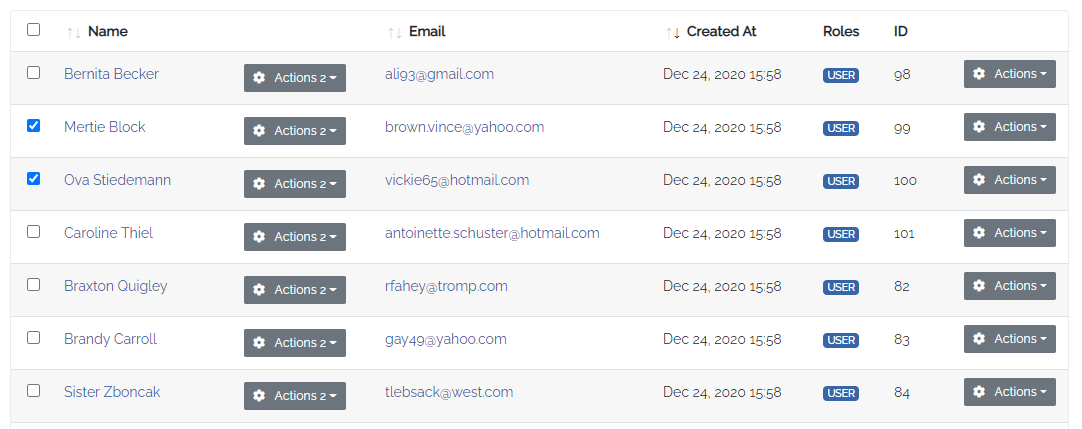 Name Email Created At Roles ID
Bernita Becker Actions 2 ali93@gmail.com Dec 24, 2020 15:58 USER 98 Actions
Mertie Block Actions 2 brown.vince@yahoo.com Dec 24, 2020 15:58 USER 99 Actions
Ova Stiedemann Actions 2 vickie65@hotmail.com Dec 24, 2020 15:58 USER 100 Actions
Caroline Thiel Actions 2 antoinette.schuster@hotmail.com Dec 24, 2020 15:58 USER 101 Actions
Braxton Quigley Actions 2 rfahey@tromp.com Dec 24, 2020 15:58 USER 82 Actions
Brandy Carroll Actions 2 gay49@yahoo.com Dec 24, 2020 15:58 USER 83 Actions
Sister Zboncak Actions 2 tlebsack@west.com Dec 24, 2020 15:58 USER 84 Actions